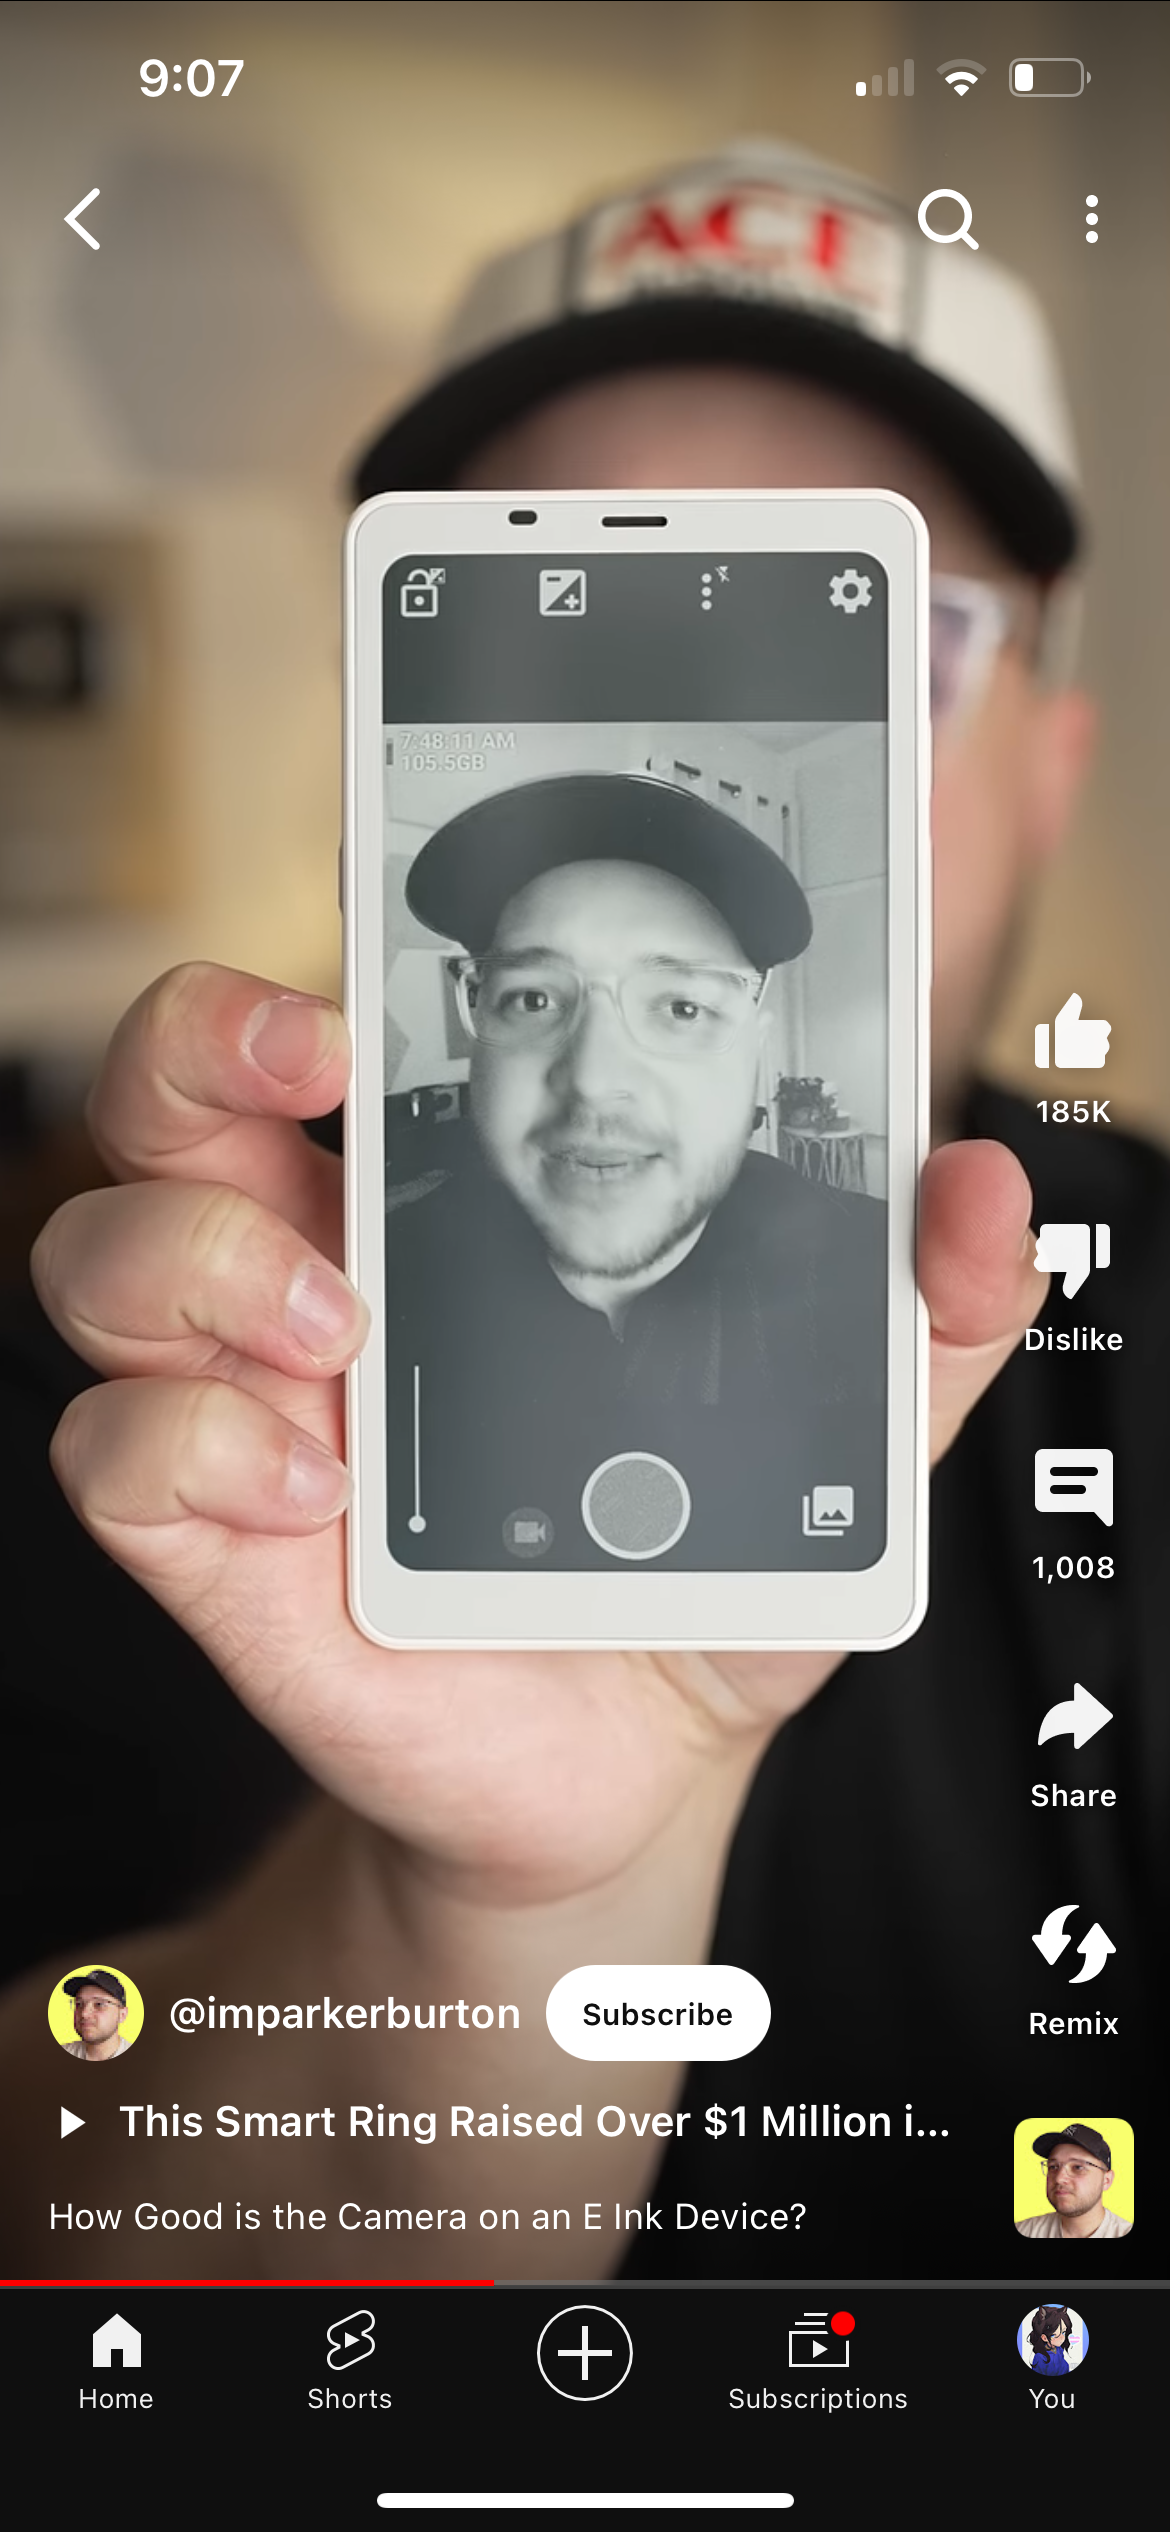 9:07
ACE
7:48:11 AM
105.5GB
185K
Dislike
1,008
Share
Remix
@imparkerburton
Subscribe
This Smart Ring Raised Over $1 Million i...
How Good is the Camera on an E Ink Device?
Home
Shorts
Subscriptions
You